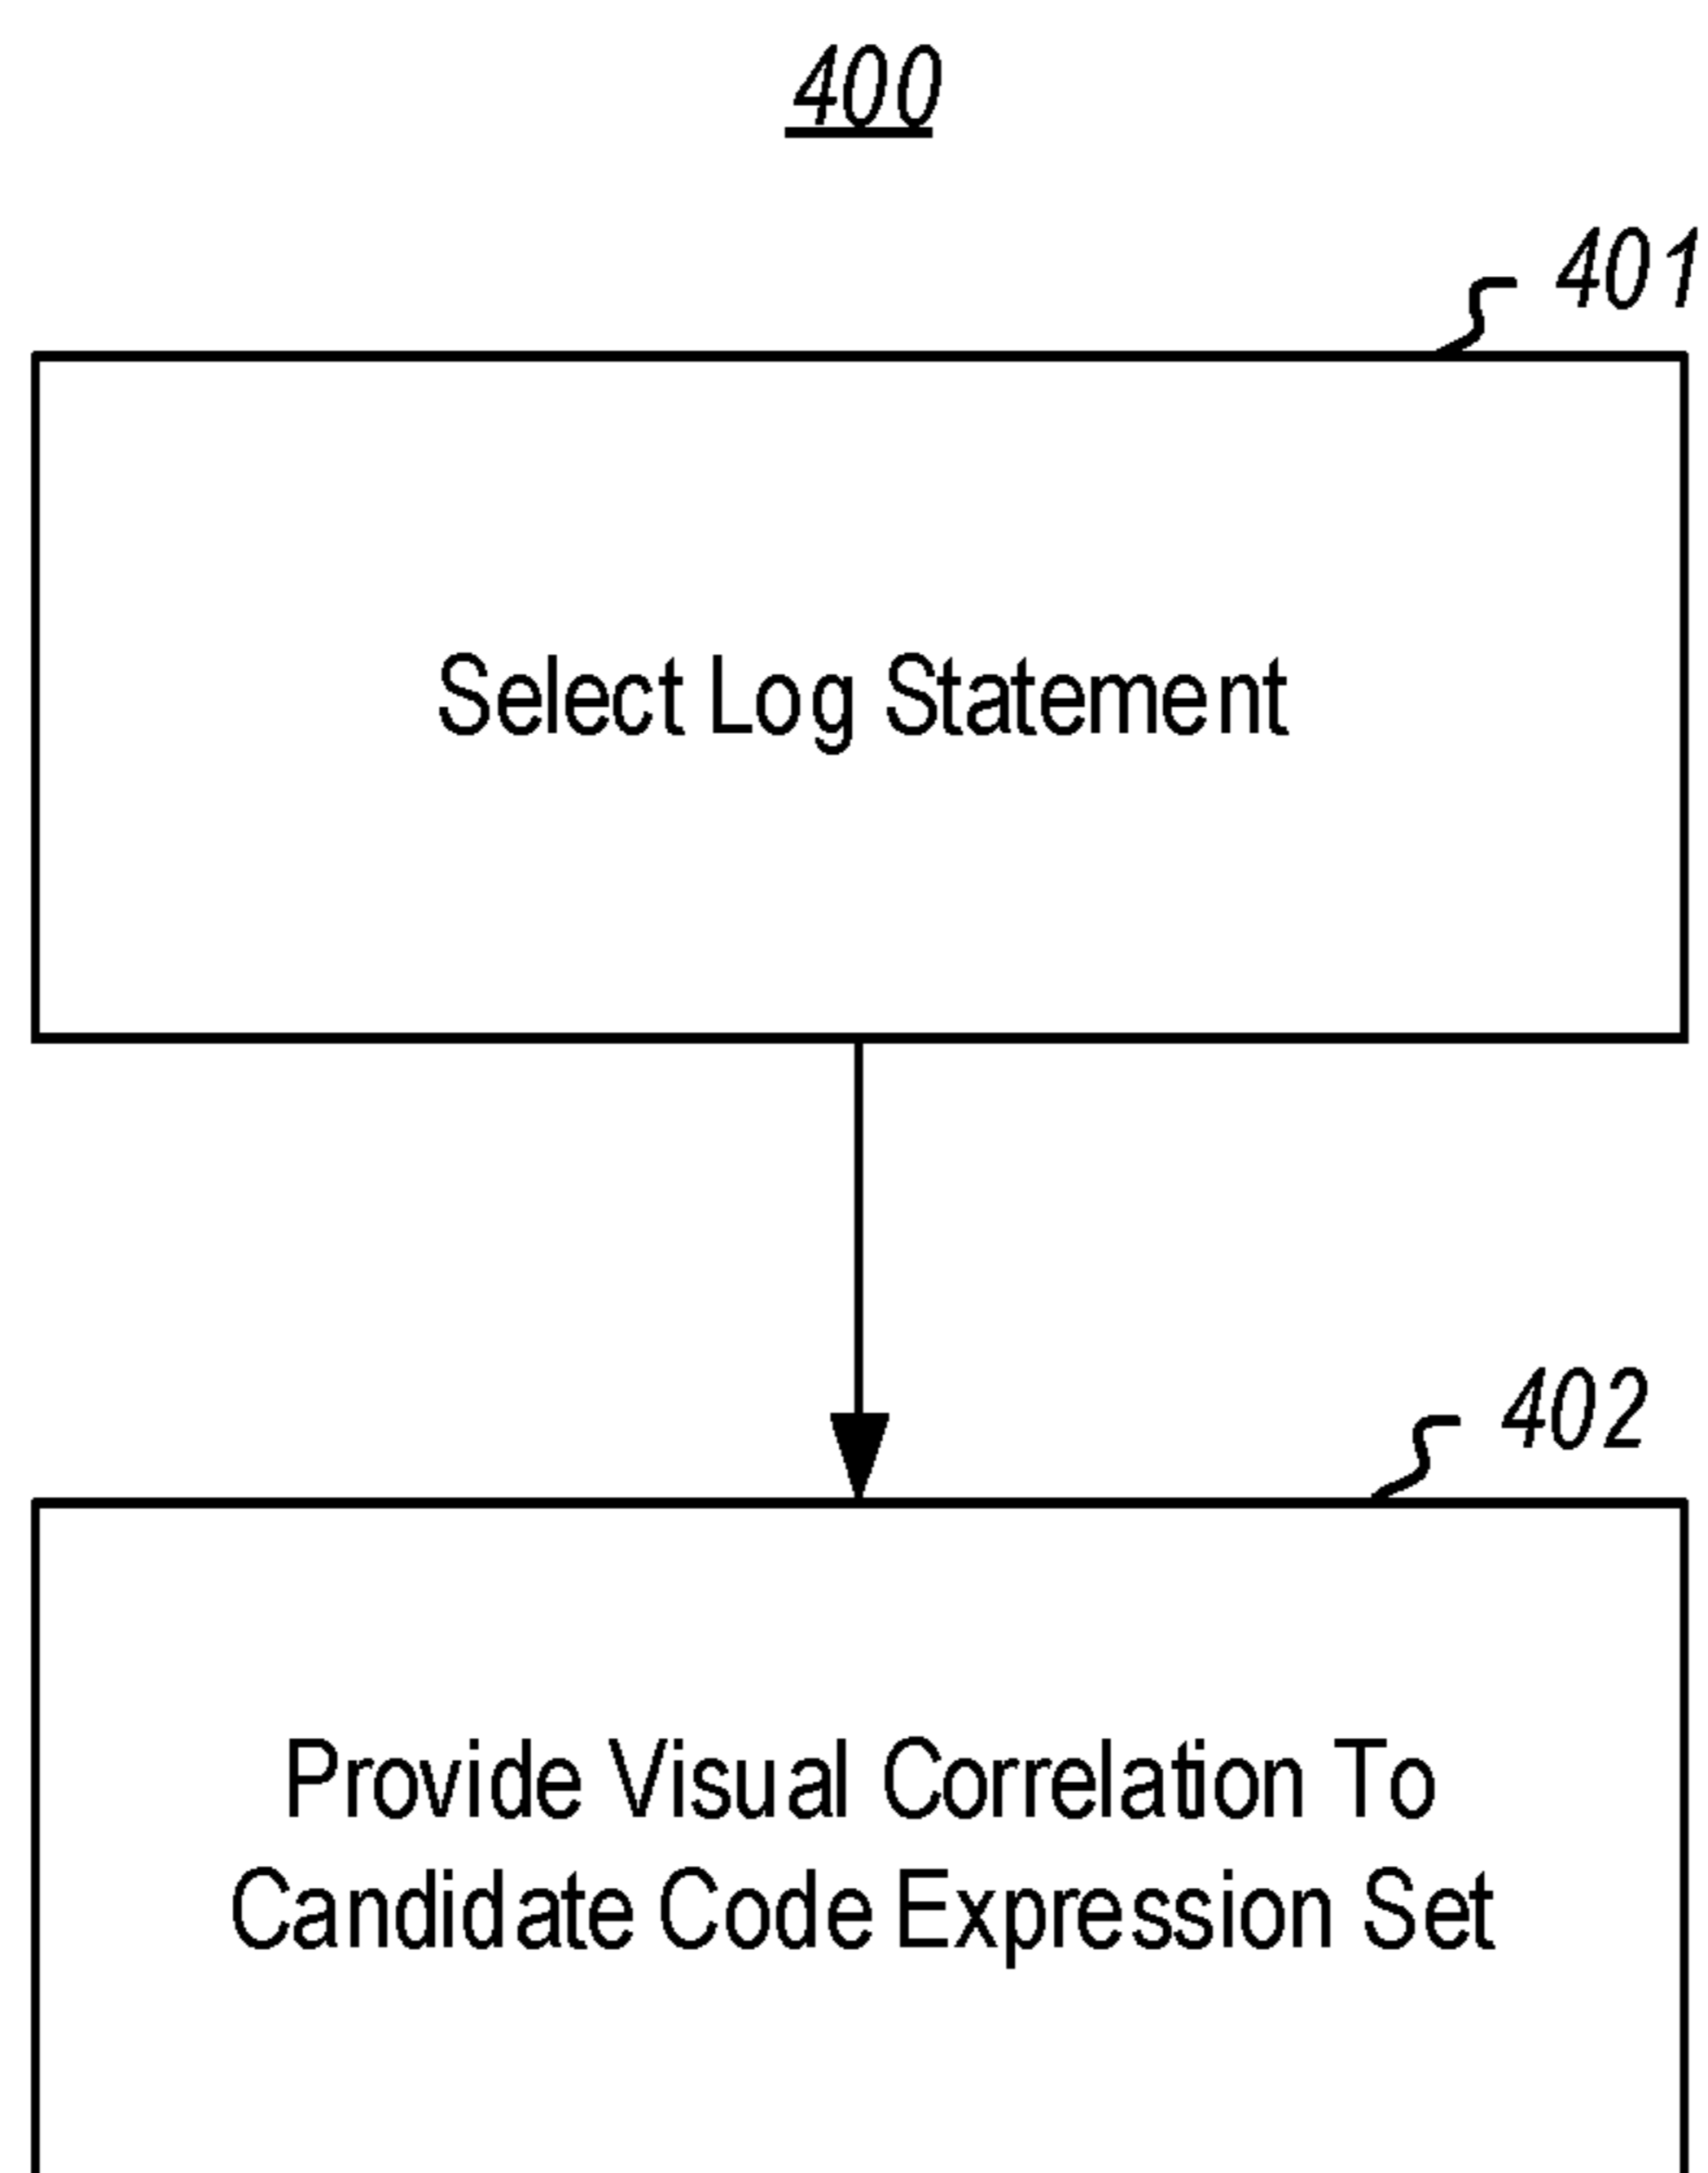 400
401
Select Log Statement
402
Provide Visual Correlation To
Candidate Code Expression Set